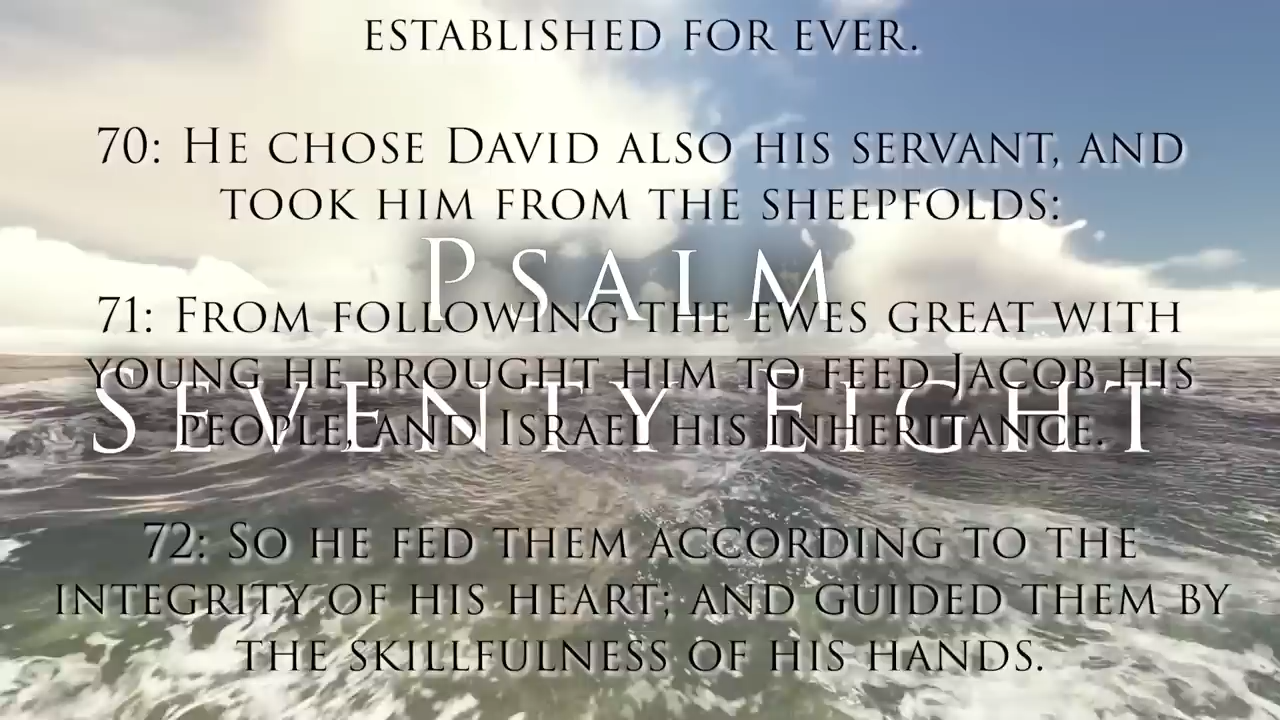 ESTABLISHED FOR EVER.
70: HE CHOSE DAVID ALSO HIS SERVANT, AND
TOOK HIM FROM THE SHEEPFOLDS:
PSALM
71: FROM FOLLOWING THE EWES GREAT WITH
YOUNG HE BROUGHT HIM TO FEED JACOB HIS
SEVENTY EIGHT
PEOPLE, AND ISRAEL HIS INHERITANCE.
72: SO HE FED THEM ACCORDING TO THE
INTEGRITY OF HIS HEART; AND GUIDED THEM BY
THE SKILLFULNESS OF HIS HANDS.